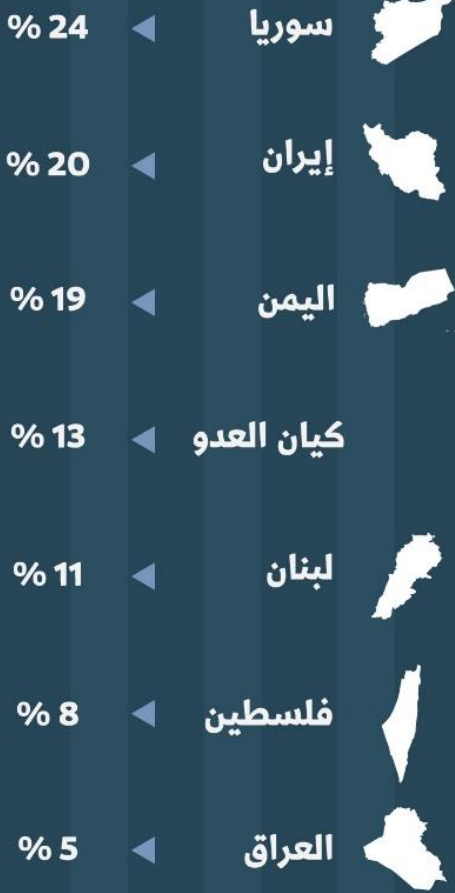 سوريا % 24
إيران % 20
اليمن % 19
كيان العدو % 13
لبنان % 11
فلسطين % 8
العراق % 5